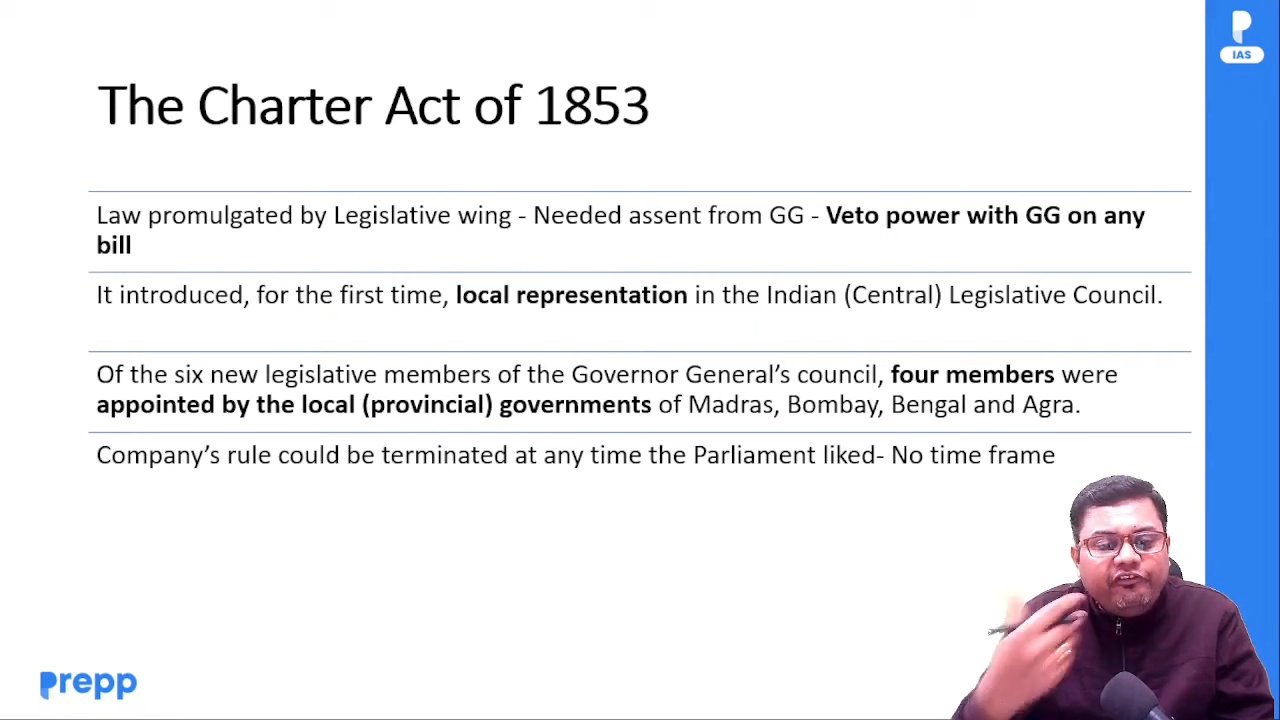 The Charter Act of 1853
IAS
Law promulgated by Legislative wing - Needed assent from GG - Veto power with GG on any
bill
It introduced, for the first time, local representation in the Indian (Central) Legislative Council.
Of the six new legislative members of the Governor General’s council, four members were
appointed by the local (provincial) governments of Madras, Bombay, Bengal and Agra.
Company’s rule could be terminated at any time the Parliament liked- No time frame
prepp